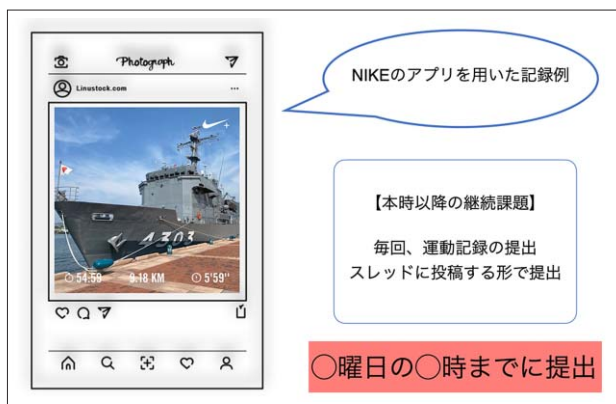 Photograph
Linustock.com
A303
54:59 9.18 KM 5'59"
NIKEのアプリを用いた記録例
【本時以降の継続課題】
毎回、運動記録の提出
スレッドに投稿する形で提出
〇曜日の〇時までに提出